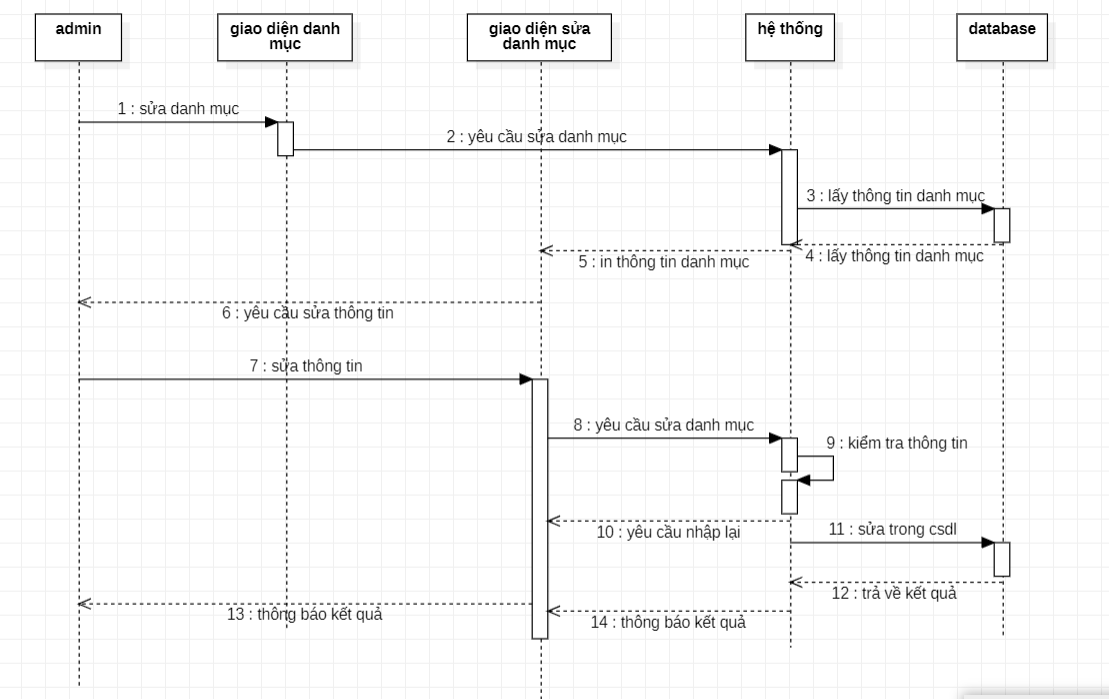 admin
giao diện danh
mục
giao diện sửa
danh mục
hệ thống
database
1 : sửa danh mục
2 : yêu cầu sửa danh mục
3 : lấy thông tin danh mục
4 : lấy thông tin danh mục
5 : in thông tin danh mục
6 : yêu cầu sửa thông tin
7 : sửa thông tin
8 : yêu cầu sửa danh mục
9 : kiểm tra thông tin
10 : yêu cầu nhập lại
11 : sửa trong csdl
12 : trả về kết quả
13 : thông báo kết quả
14 : thông báo kết quả